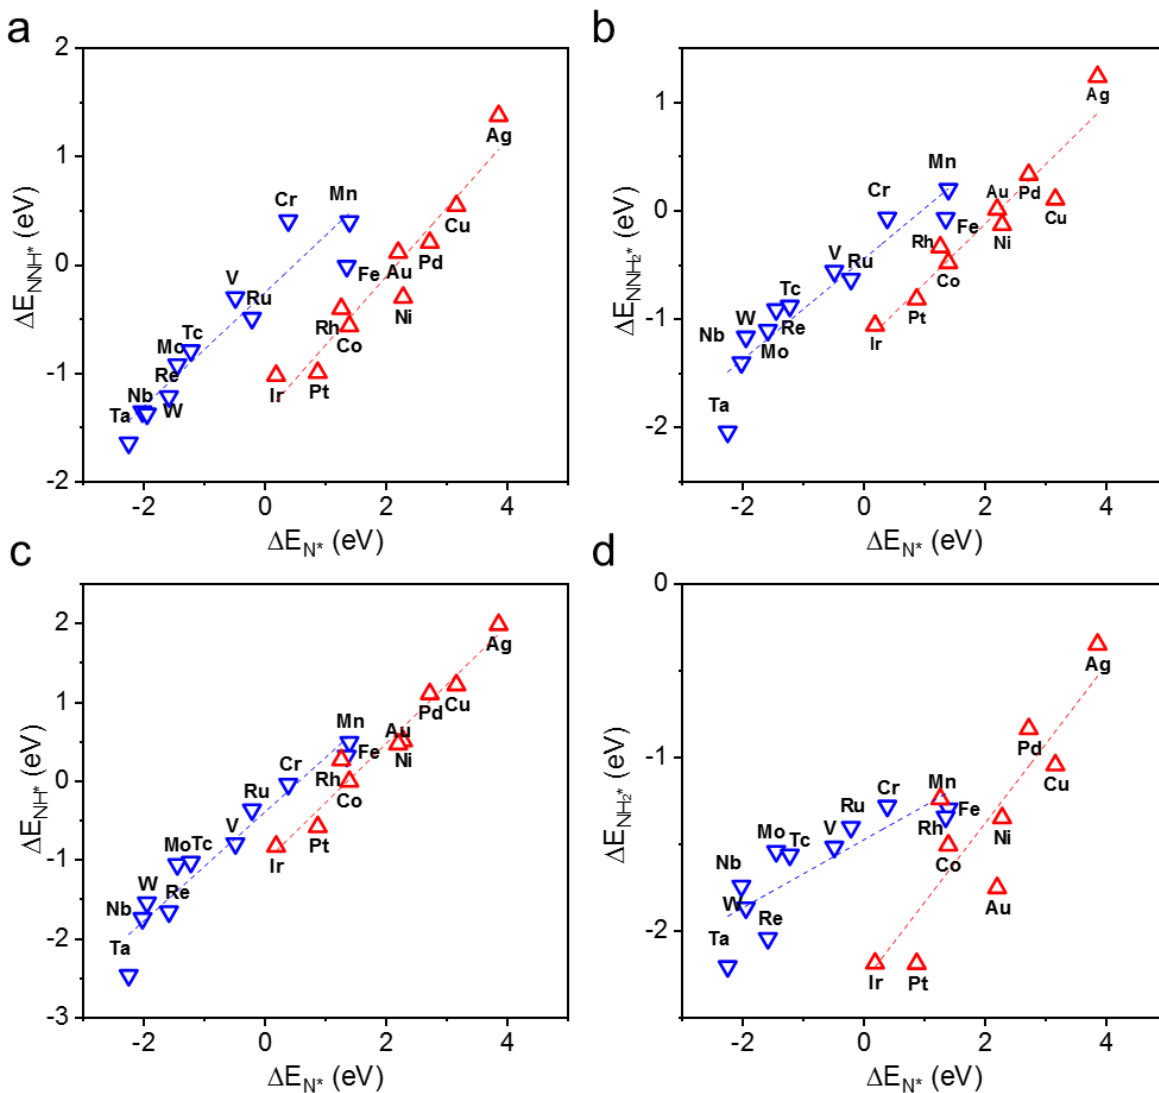 a
2
1
0
-1
-2
ΔE_NNH* (eV)
Ag
Mn
Cr
Cu
Au
Pd
Fe
V
Ru
Ni
Tc
Rh
Mo
Co
Re
Ir
Pt
Nb
Ta
W
-2
0
2
4
ΔE_N* (eV)
b
1
0
-1
-2
ΔE_NNH₂* (eV)
Ag
Mn
Cr
Au
Pd
Fe
Cu
Rh
Ni
Ru
V
Co
Tc
W
Re
Nb
Pt
Mo
Ir
Ta
-2
0
2
4
ΔE_N* (eV)
c
2
1
0
-1
-2
-3
ΔE_NH* (eV)
Ag
Mn
Pd
Cu
Au
Cr
Fe
Ni
Rh
Ru
Co
V
Mo
Tc
Ir
Pt
W
Re
Nb
Ta
-2
0
2
4
ΔE_N* (eV)
d
0
-1
-2
ΔE_NH₂* (eV)
Ag
Pd
Cu
Mn
Cr
Fe
Ru
Rh
Ni
V
Mo
Tc
Co
Nb
W
Au
Re
Ta
Ir
Pt
-2
0
2
4
ΔE_N* (eV)